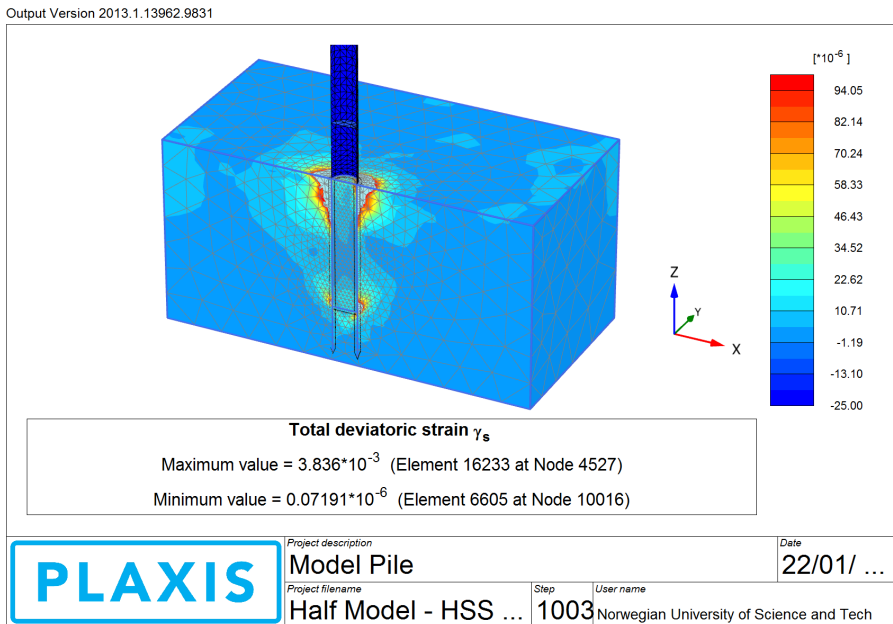 Output Version 2013.1.13962.9831
[*10-6 ]
94.05
82.14
70.24
58.33
46.43
34.52
22.62
10.71
-1.19
-13.10
-25.00
Z
Y
X
Total deviatoric strain γs
Maximum value = 3.836*10-3 (Element 16233 at Node 4527)
Minimum value = 0.07191*10-6 (Element 6605 at Node 10016)
PLAXIS
Project description
Model Pile
Date
22/01/ ...
Project filename
Half Model - HSS ...
Step
1003
User name
Norwegian University of Science and Tech